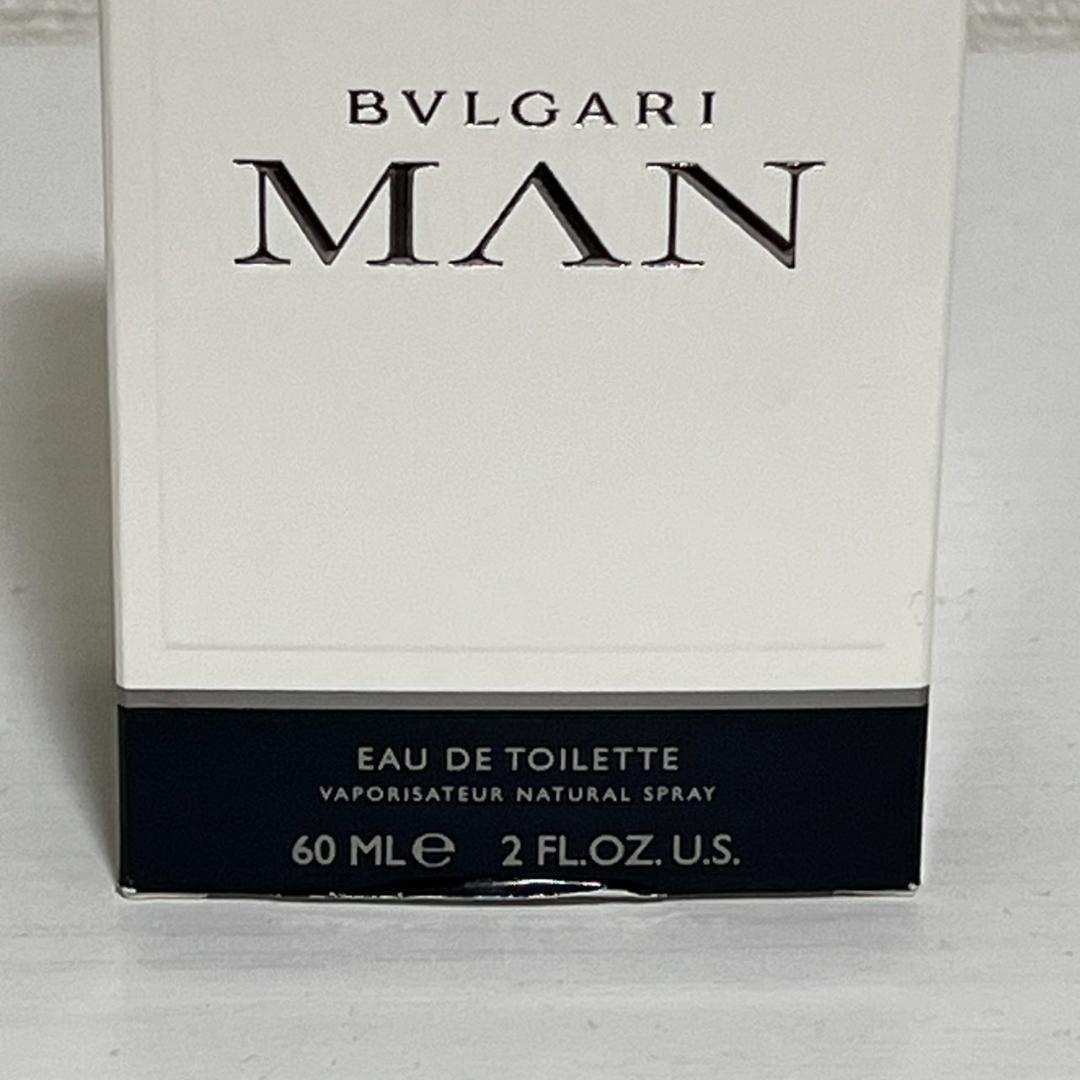 BVLGARI
MAN
EAU DE TOILETTE
VAPORISATEUR NATURAL SPRAY
60 ML ℮ 2 FL.OZ. U.S.